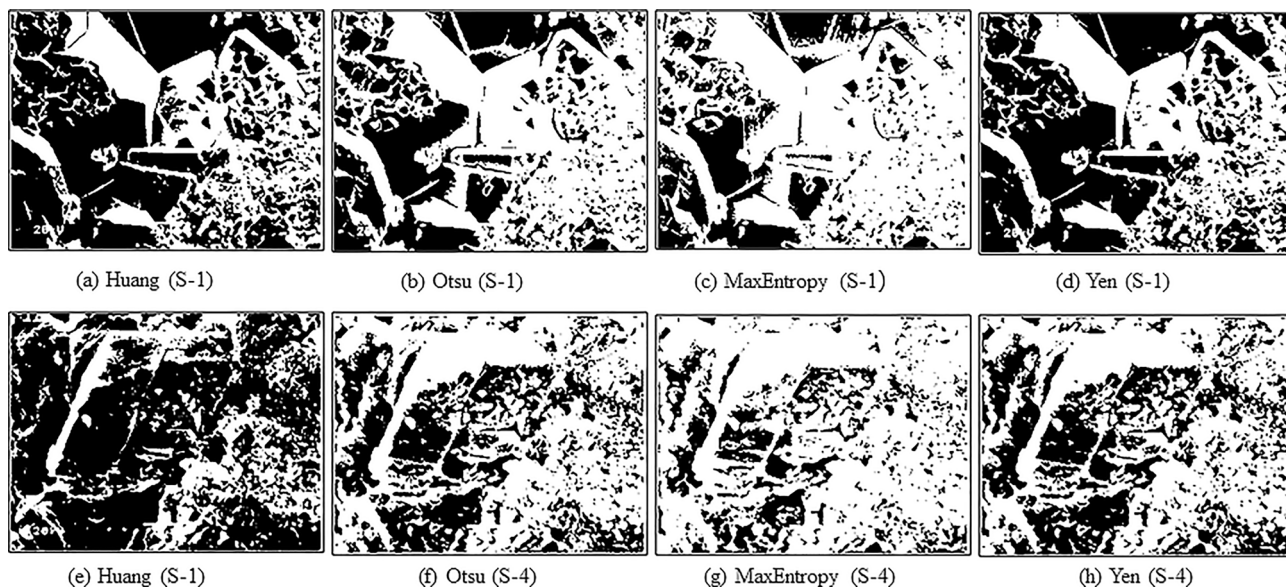 (a) Huang (S-1)
(b) Otsu (S-1)
(c) MaxEntropy (S-1)
(d) Yen (S-1)
(e) Huang (S-1)
(f) Otsu (S-4)
(g) MaxEntropy (S-4)
(h) Yen (S-4)